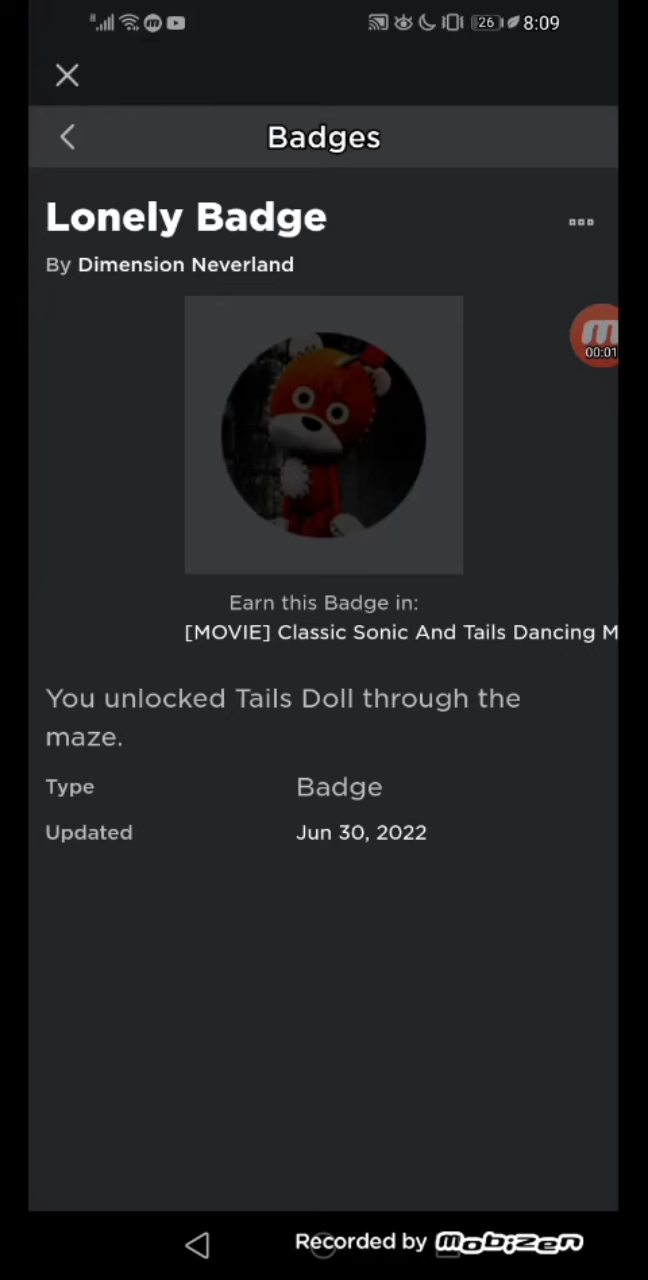 26 8:09
Badges
Lonely Badge
By Dimension Neverland
00:01
Earn this Badge in:
[MOVIE] Classic Sonic And Tails Dancing M
You unlocked Tails Doll through the
maze.
Type Badge
Updated Jun 30, 2022
Recorded by mobizen